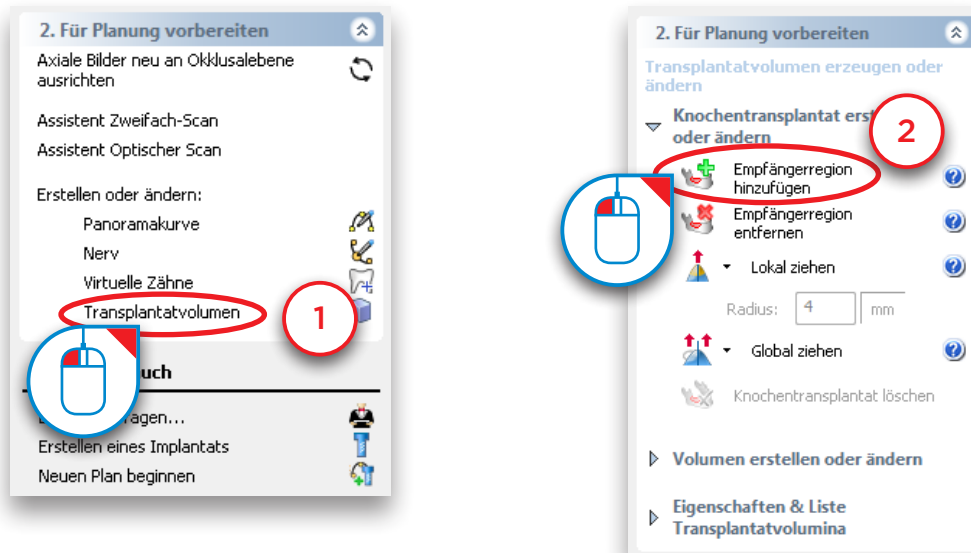 2. Für Planung vorbereiten
Axiale Bilder neu an Okklusalebene
ausrichten
Assistent Zweifach-Scan
Assistent Optischer Scan
Erstellen oder ändern:
Panoramakurve
Nerv
Virtuelle Zähne
Transplantatvolumen
1
uch
agen...
Erstellen eines Implantats
Neuen Plan beginnen
2. Für Planung vorbereiten
Transplantatvolumen erzeugen oder
ändern
Knochentransplantat erst
oder ändern
2
Empfängerregion
hinzufügen
Empfängerregion
entfernen
Lokal ziehen
Radius: 4 mm
Global ziehen
Knochentransplantat löschen
Volumen erstellen oder ändern
Eigenschaften & Liste
Transplantatvolumina